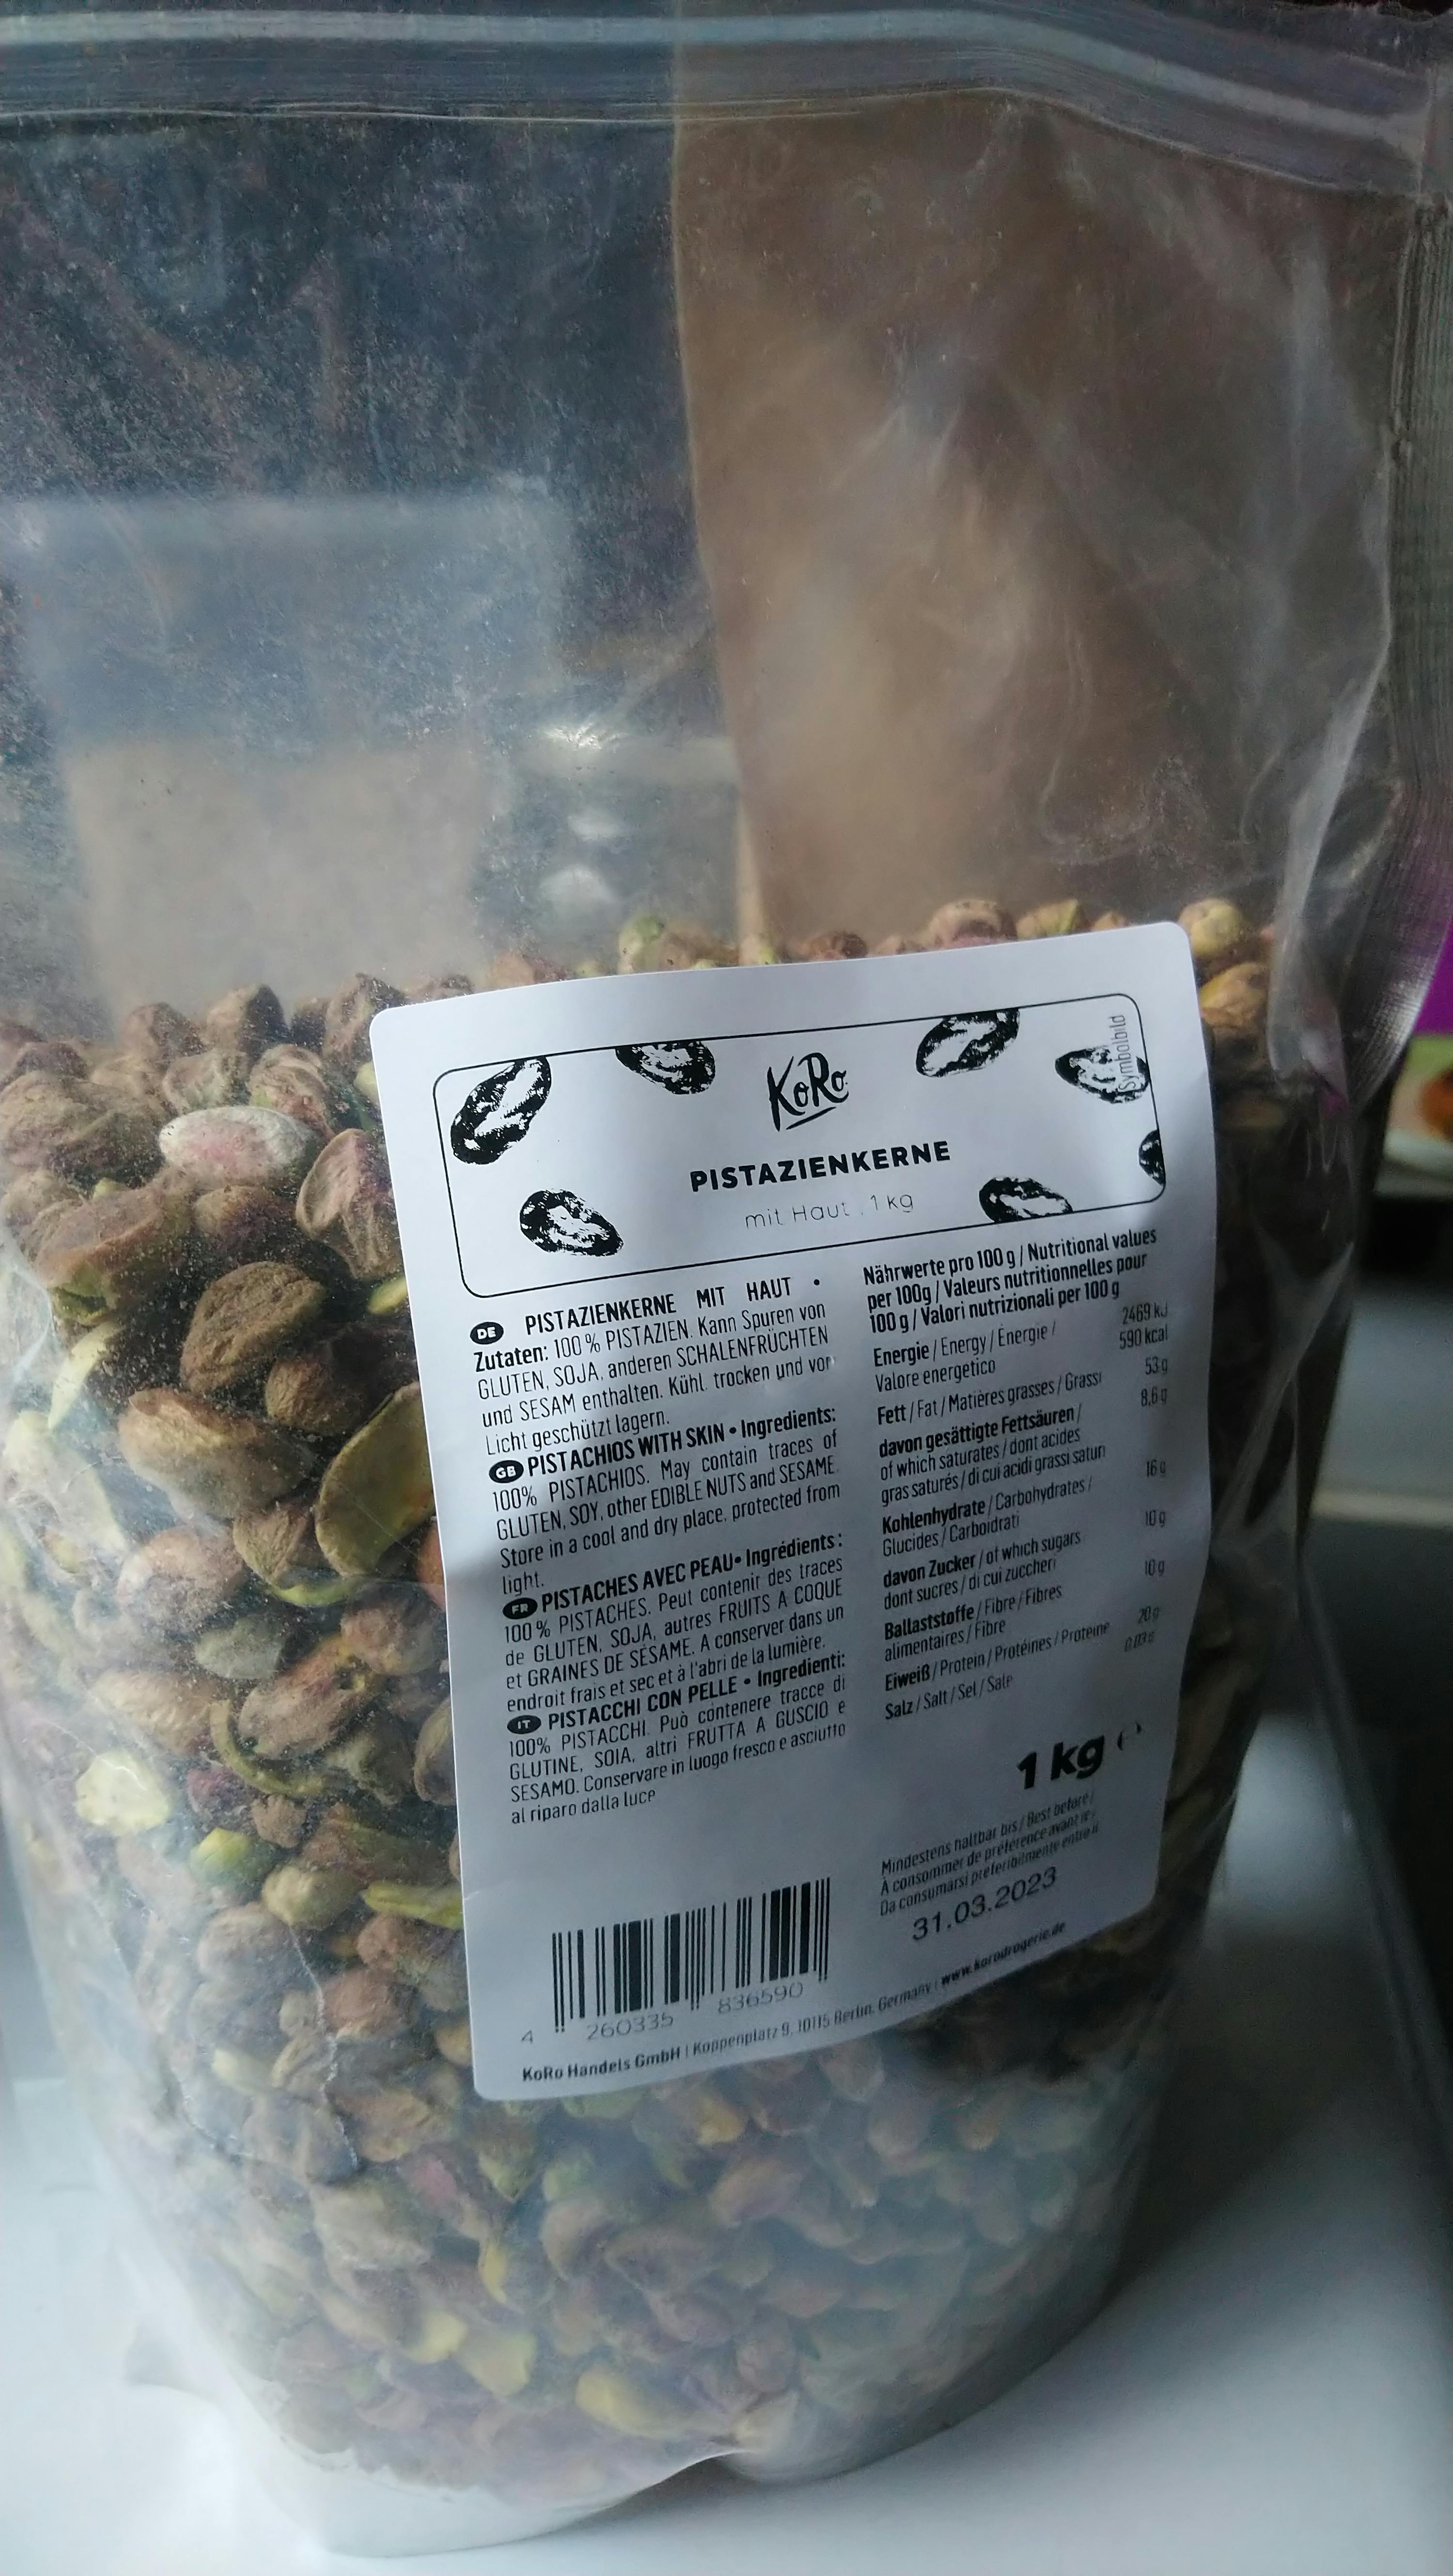 KoRo
Symbolbild
PISTAZIENKERNE
mit Haut, 1 kg
DE PISTAZIENKERNE MIT HAUT •
Zutaten: 100 % PISTAZIEN. Kann Spuren von
GLUTEN, SOJA, anderen SCHALENFRÜCHTEN
und SESAM enthalten. Kühl, trocken und vor
Licht geschützt lagern.
GB PISTACHIOS WITH SKIN • Ingredients:
100% PISTACHIOS. May contain traces of
GLUTEN, SOY, other EDIBLE NUTS and SESAME.
Store in a cool and dry place, protected from
light.
FR PISTACHES AVEC PEAU• Ingrédients:
100 % PISTACHES. Peut contenir des traces
de GLUTEN, SOJA, autres FRUITS A COQUE
et GRAINES DE SÉSAME. A conserver dans un
endroit frais et sec et à l'abri de la lumière.
IT PISTACCHI CON PELLE • Ingredienti:
100% PISTACCHI. Può contenere tracce di
GLUTINE, SOIA, altri FRUTTA A GUSCIO e
SESAMO. Conservare in luogo fresco e asciutto
al riparo dalla luce
Nährwerte pro 100 g / Nutritional values
per 100g / Valeurs nutritionnelles pour
100 g / Valori nutrizionali per 100 g
Energie / Energy / Énergie / 2469 kJ
Valore energetico 590 kcal
Fett / Fat / Matières grasses / Grassi 53 g
davon gesättigte Fettsäuren / 8,6 g
of which saturates / dont acides
gras saturés / di cui acidi grassi saturi
Kohlenhydrate / Carbohydrates / 16 g
Glucides / Carboidrati
davon Zucker / of which sugars 10 g
dont sucres / di cui zuccheri
Ballaststoffe / Fibre / Fibres 10 g
alimentaires / Fibre
Eiweiß / Protein / Protéines / Proteine 20 g
Salz / Salt / Sel / Sale
1 kg e
Mindestens haltbar bis / Best before /
À consommer de préférence avant le /
Da consumarsi preferibilmente entro il
31.03.2023
4 260335 836590
KoRo Handels GmbH | Koppenplatz 9, 10115 Berlin, Germany | www.korodrogerie.de